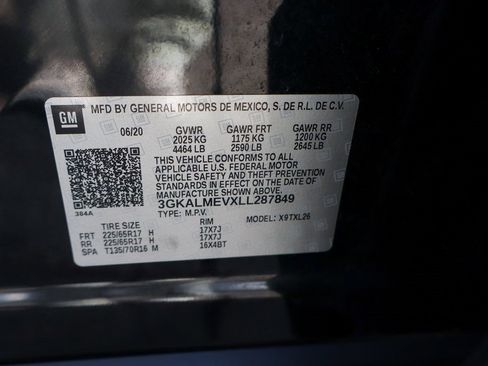 GM
MFD BY GENERAL MOTORS DE MEXICO, S. DE R.L. DE C.V.
06/20 GVWR GAWR FRT GAWR RR
2025 KG 1175 KG 1200 KG
4464 LB 2590 LB 2645 LB
THIS VEHICLE CONFORMS TO ALL
APPLICABLE U.S. FEDERAL MOTOR
VEHICLE SAFETY AND THEFT PREVENTION
STANDARDS IN EFFECT ON THE DATE OF
MANUFACTURE SHOWN ABOVE.
3GKALMEVXLL287849
384A
TYPE: M.P.V. MODEL: X9TXL26
TIRE SIZE RIM
FRT 225/65R17 H 17X7J
RR 225/65R17 H 17X7J
SPA T135/70R16 M 16X4BT